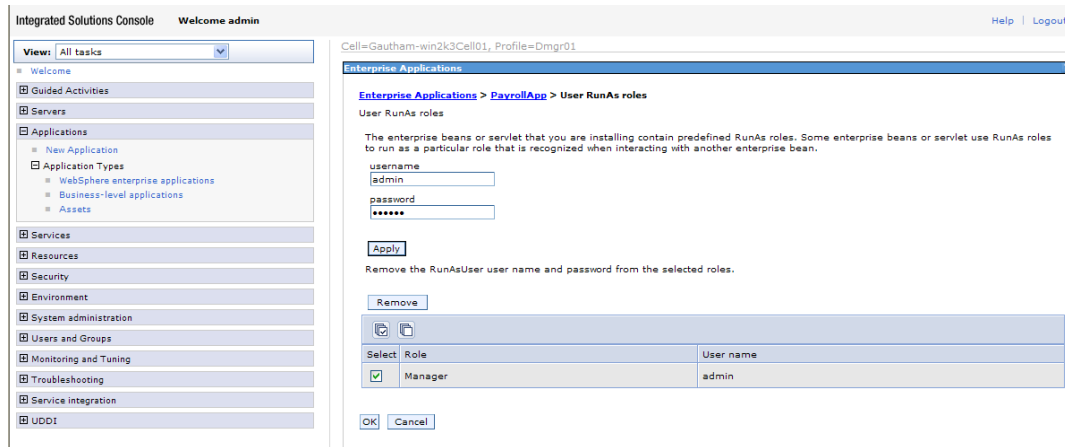 Integrated Solutions Console Welcome admin Help | Logout
View: All tasks
Welcome
Guided Activities
Servers
Applications
New Application
Application Types
WebSphere enterprise applications
Business-level applications
Assets
Services
Resources
Security
Environment
System administration
Users and Groups
Monitoring and Tuning
Troubleshooting
Service integration
UDDI
Cell=Gautham-win2k3Cell01, Profile=Dmgr01
Enterprise Applications
Enterprise Applications > PayrollApp > User RunAs roles
User RunAs roles
The enterprise beans or servlet that you are installing contain predefined RunAs roles. Some enterprise beans or servlet use RunAs roles
to run as a particular role that is recognized when interacting with another enterprise bean.
username
admin
password
••••••
Apply
Remove the RunAsUser user name and password from the selected roles.
Remove
Select Role User name
Manager admin
OK Cancel